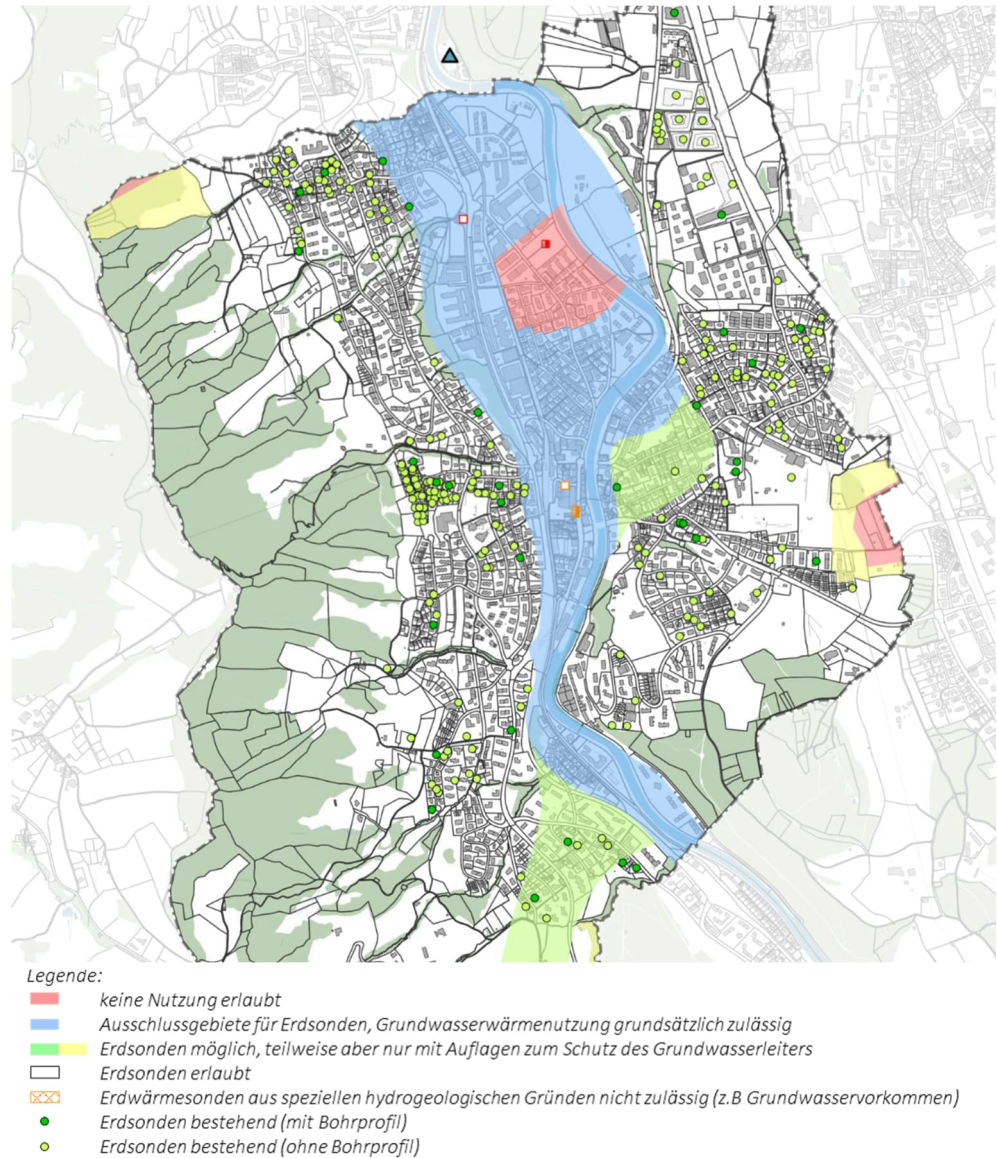 Legende:
keine Nutzung erlaubt
Ausschlussgebiete für Erdsonden, Grundwasserwärmenutzung grundsätzlich zulässig
Erdsonden möglich, teilweise aber nur mit Auflagen zum Schutz des Grundwasserleiters
Erdsonden erlaubt
Erdwärmesonden aus speziellen hydrogeologischen Gründen nicht zulässig (z.B Grundwasservorkommen)
Erdsonden bestehend (mit Bohrprofil)
Erdsonden bestehend (ohne Bohrprofil)